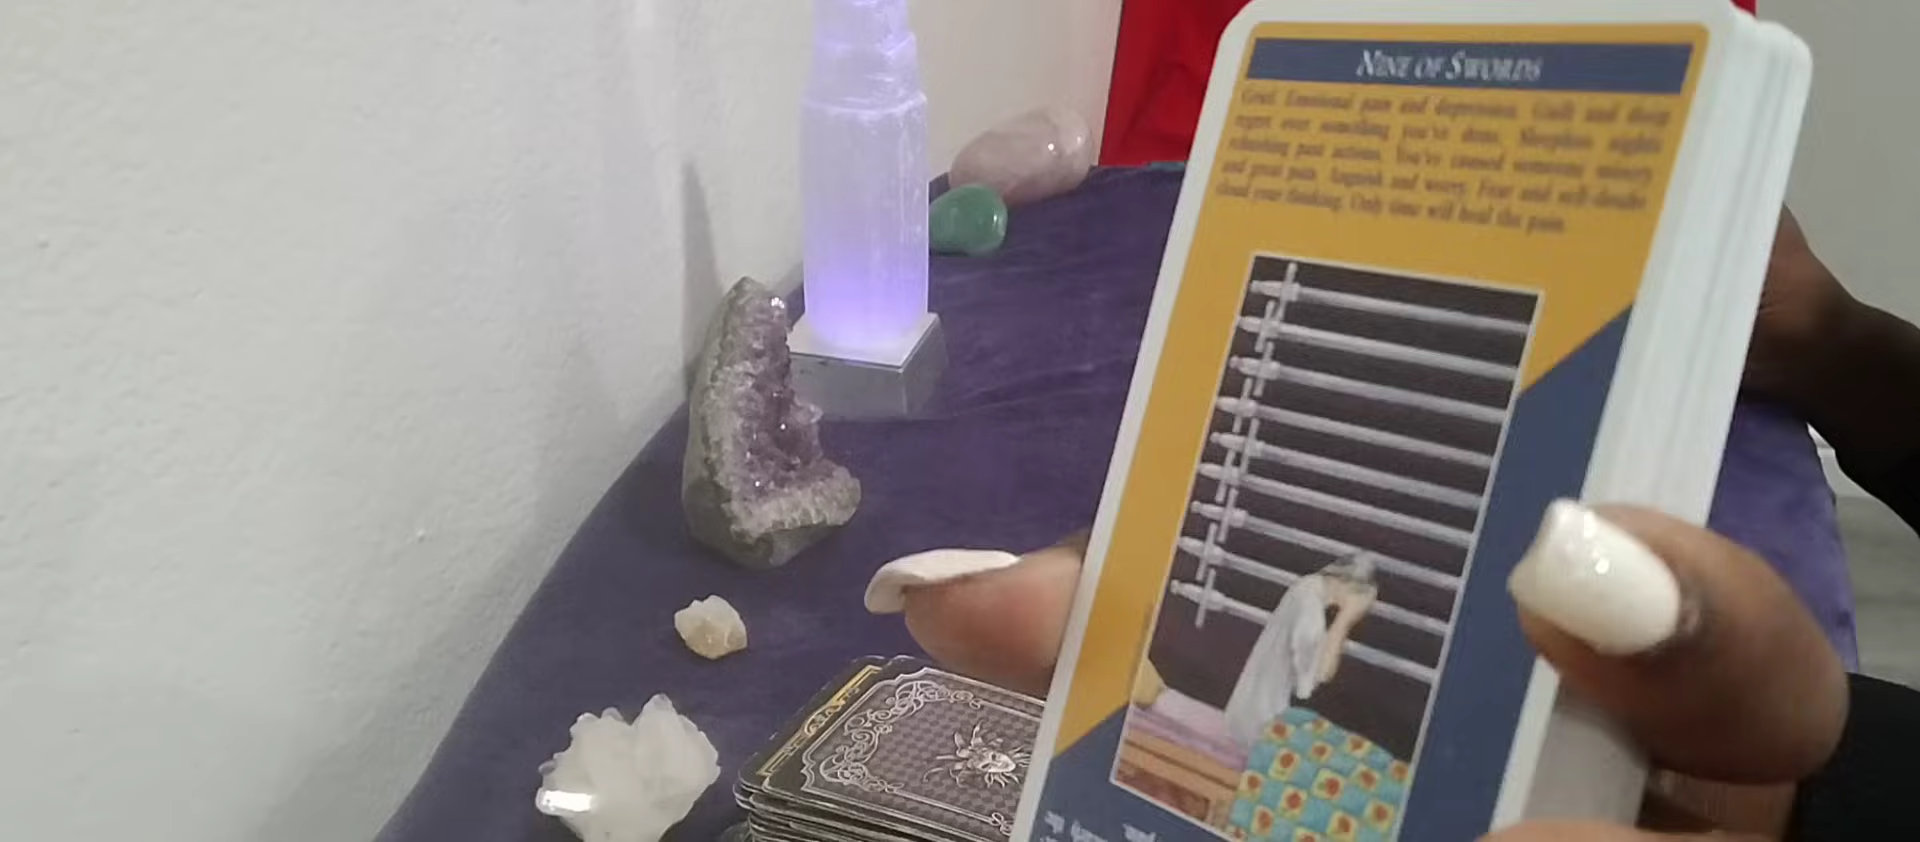 NINE OF SWORDS
Grief. Emotional pain and depression. Guilt and deep
regret over something you've done. Sleepless nights
rehashing past actions. You've caused someone misery
and great pain. Anguish and worry. Fear and self-doubt
cloud your thinking. Only time will heal the pain.